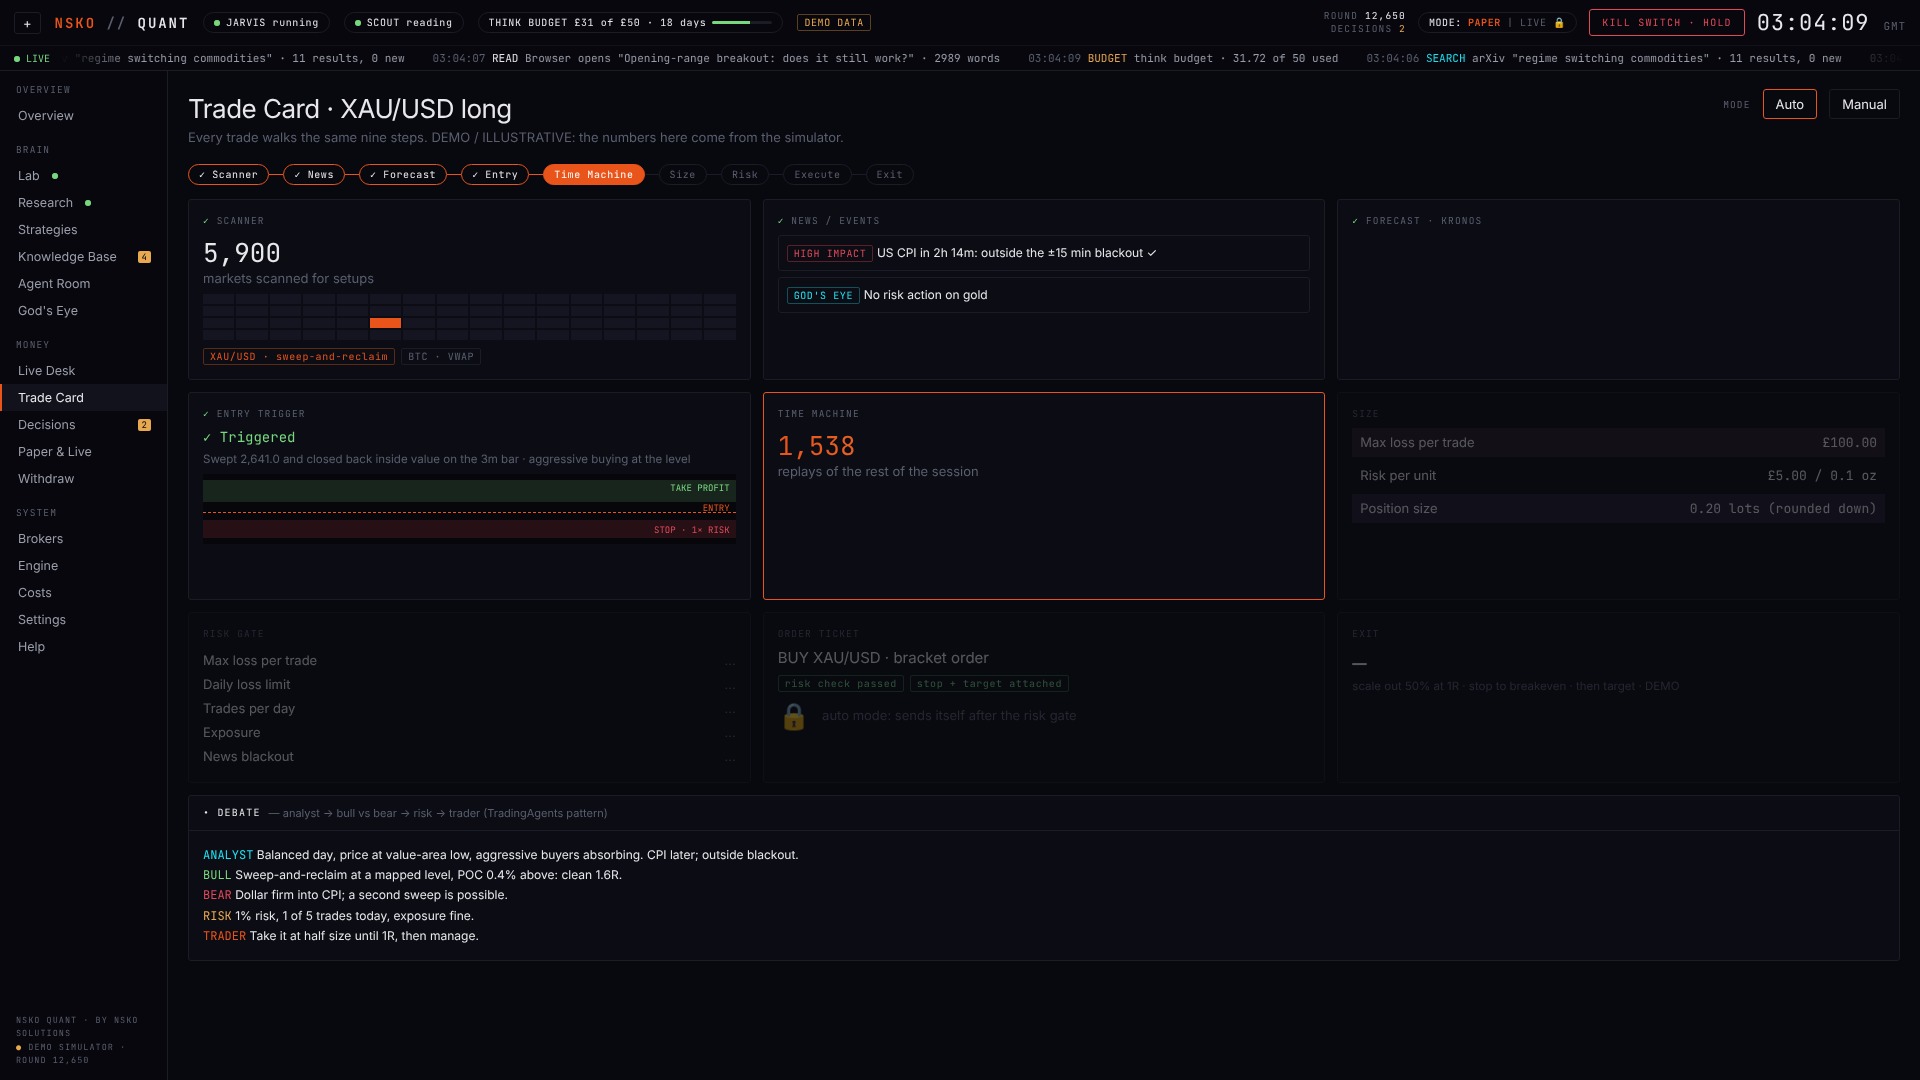 + NSKO // QUANT JARVIS running SCOUT reading THINK BUDGET £31 of £50 · 18 days DEMO DATA ROUND 12,650 DECISIONS 2 MODE: PAPER | LIVE 🔒 KILL SWITCH · HOLD 03:04:09 GMT
LIVE "regime switching commodities" · 11 results, 0 new 03:04:07 READ Browser opens "Opening-range breakout: does it still work?" · 2989 words 03:04:09 BUDGET think budget · 31.72 of 50 used 03:04:06 SEARCH arXiv "regime switching commodities" · 11 results, 0 new
OVERVIEW
Overview
BRAIN
Lab
Research
Strategies
Knowledge Base 4
Agent Room
God's Eye
MONEY
Live Desk
Trade Card
Decisions 2
Paper & Live
Withdraw
SYSTEM
Brokers
Engine
Costs
Settings
Help
NSKO QUANT · BY NSKO
SOLUTIONS
DEMO SIMULATOR ·
ROUND 12,650
Trade Card · XAU/USD long
Every trade walks the same nine steps. DEMO / ILLUSTRATIVE: the numbers here come from the simulator.
MODE Auto Manual
✓ Scanner ✓ News ✓ Forecast ✓ Entry Time Machine Size Risk Execute Exit
✓ SCANNER
5,900
markets scanned for setups
XAU/USD · sweep-and-reclaim BTC · VWAP
✓ NEWS / EVENTS
HIGH IMPACT US CPI in 2h 14m: outside the ±15 min blackout ✓
GOD'S EYE No risk action on gold
✓ FORECAST · KRONOS
✓ ENTRY TRIGGER
✓ Triggered
Swept 2,641.0 and closed back inside value on the 3m bar · aggressive buying at the level
TAKE PROFIT
ENTRY
STOP · 1× RISK
TIME MACHINE
1,538
replays of the rest of the session
SIZE
Max loss per trade £100.00
Risk per unit £5.00 / 0.1 oz
Position size 0.20 lots (rounded down)
RISK GATE
Max loss per trade ...
Daily loss limit ...
Trades per day ...
Exposure ...
News blackout ...
ORDER TICKET
BUY XAU/USD · bracket order
risk check passed stop + target attached
🔒 auto mode: sends itself after the risk gate
EXIT
—
scale out 50% at 1R · stop to breakeven · then target · DEMO
• DEBATE — analyst → bull vs bear → risk → trader (TradingAgents pattern)
ANALYST Balanced day, price at value-area low, aggressive buyers absorbing. CPI later; outside blackout.
BULL Sweep-and-reclaim at a mapped level, POC 0.4% above: clean 1.6R.
BEAR Dollar firm into CPI; a second sweep is possible.
RISK 1% risk, 1 of 5 trades today, exposure fine.
TRADER Take it at half size until 1R, then manage.